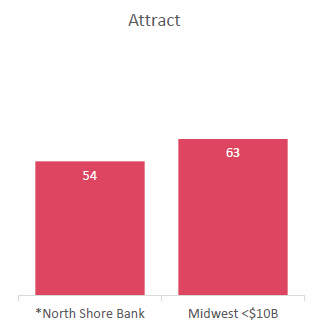 Attract
54
63
*North Shore Bank
Midwest <$10B